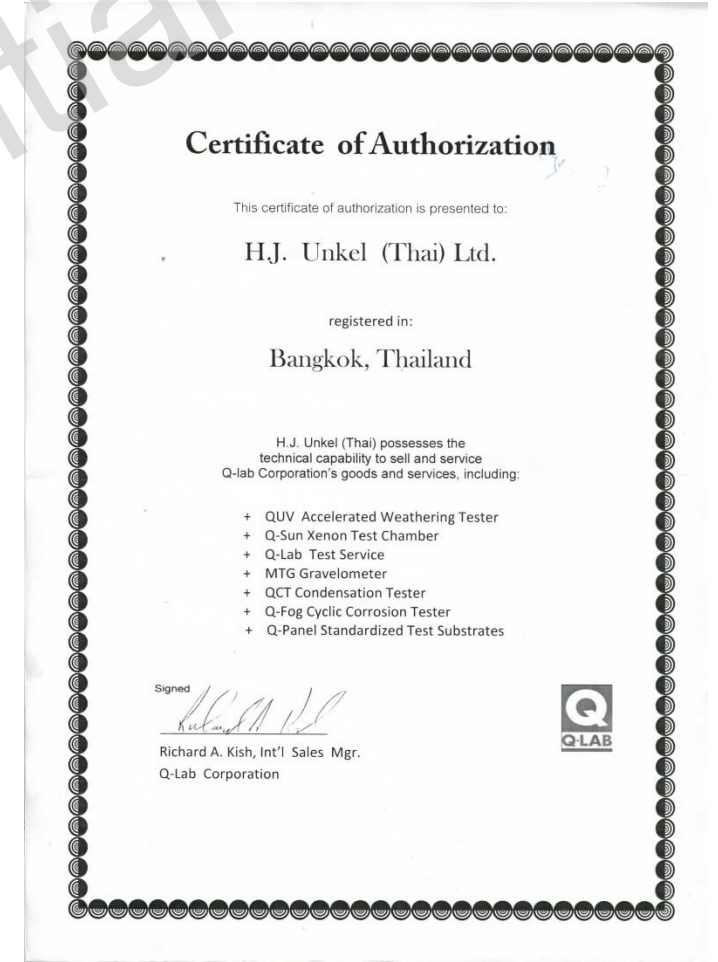 tial
Certificate of Authorization
This certificate of authorization is presented to:
H.J. Unkel (Thai) Ltd.
registered in:
Bangkok, Thailand
H.J. Unkel (Thai) possesses the
technical capability to sell and service
Q-lab Corporation's goods and services, including:
+ QUV Accelerated Weathering Tester
+ Q-Sun Xenon Test Chamber
+ Q-Lab Test Service
+ MTG Gravelometer
+ QCT Condensation Tester
+ Q-Fog Cyclic Corrosion Tester
+ Q-Panel Standardized Test Substrates
Signed
Richard A. Kish, Int'l Sales Mgr.
Q-Lab Corporation
Q
Q-LAB